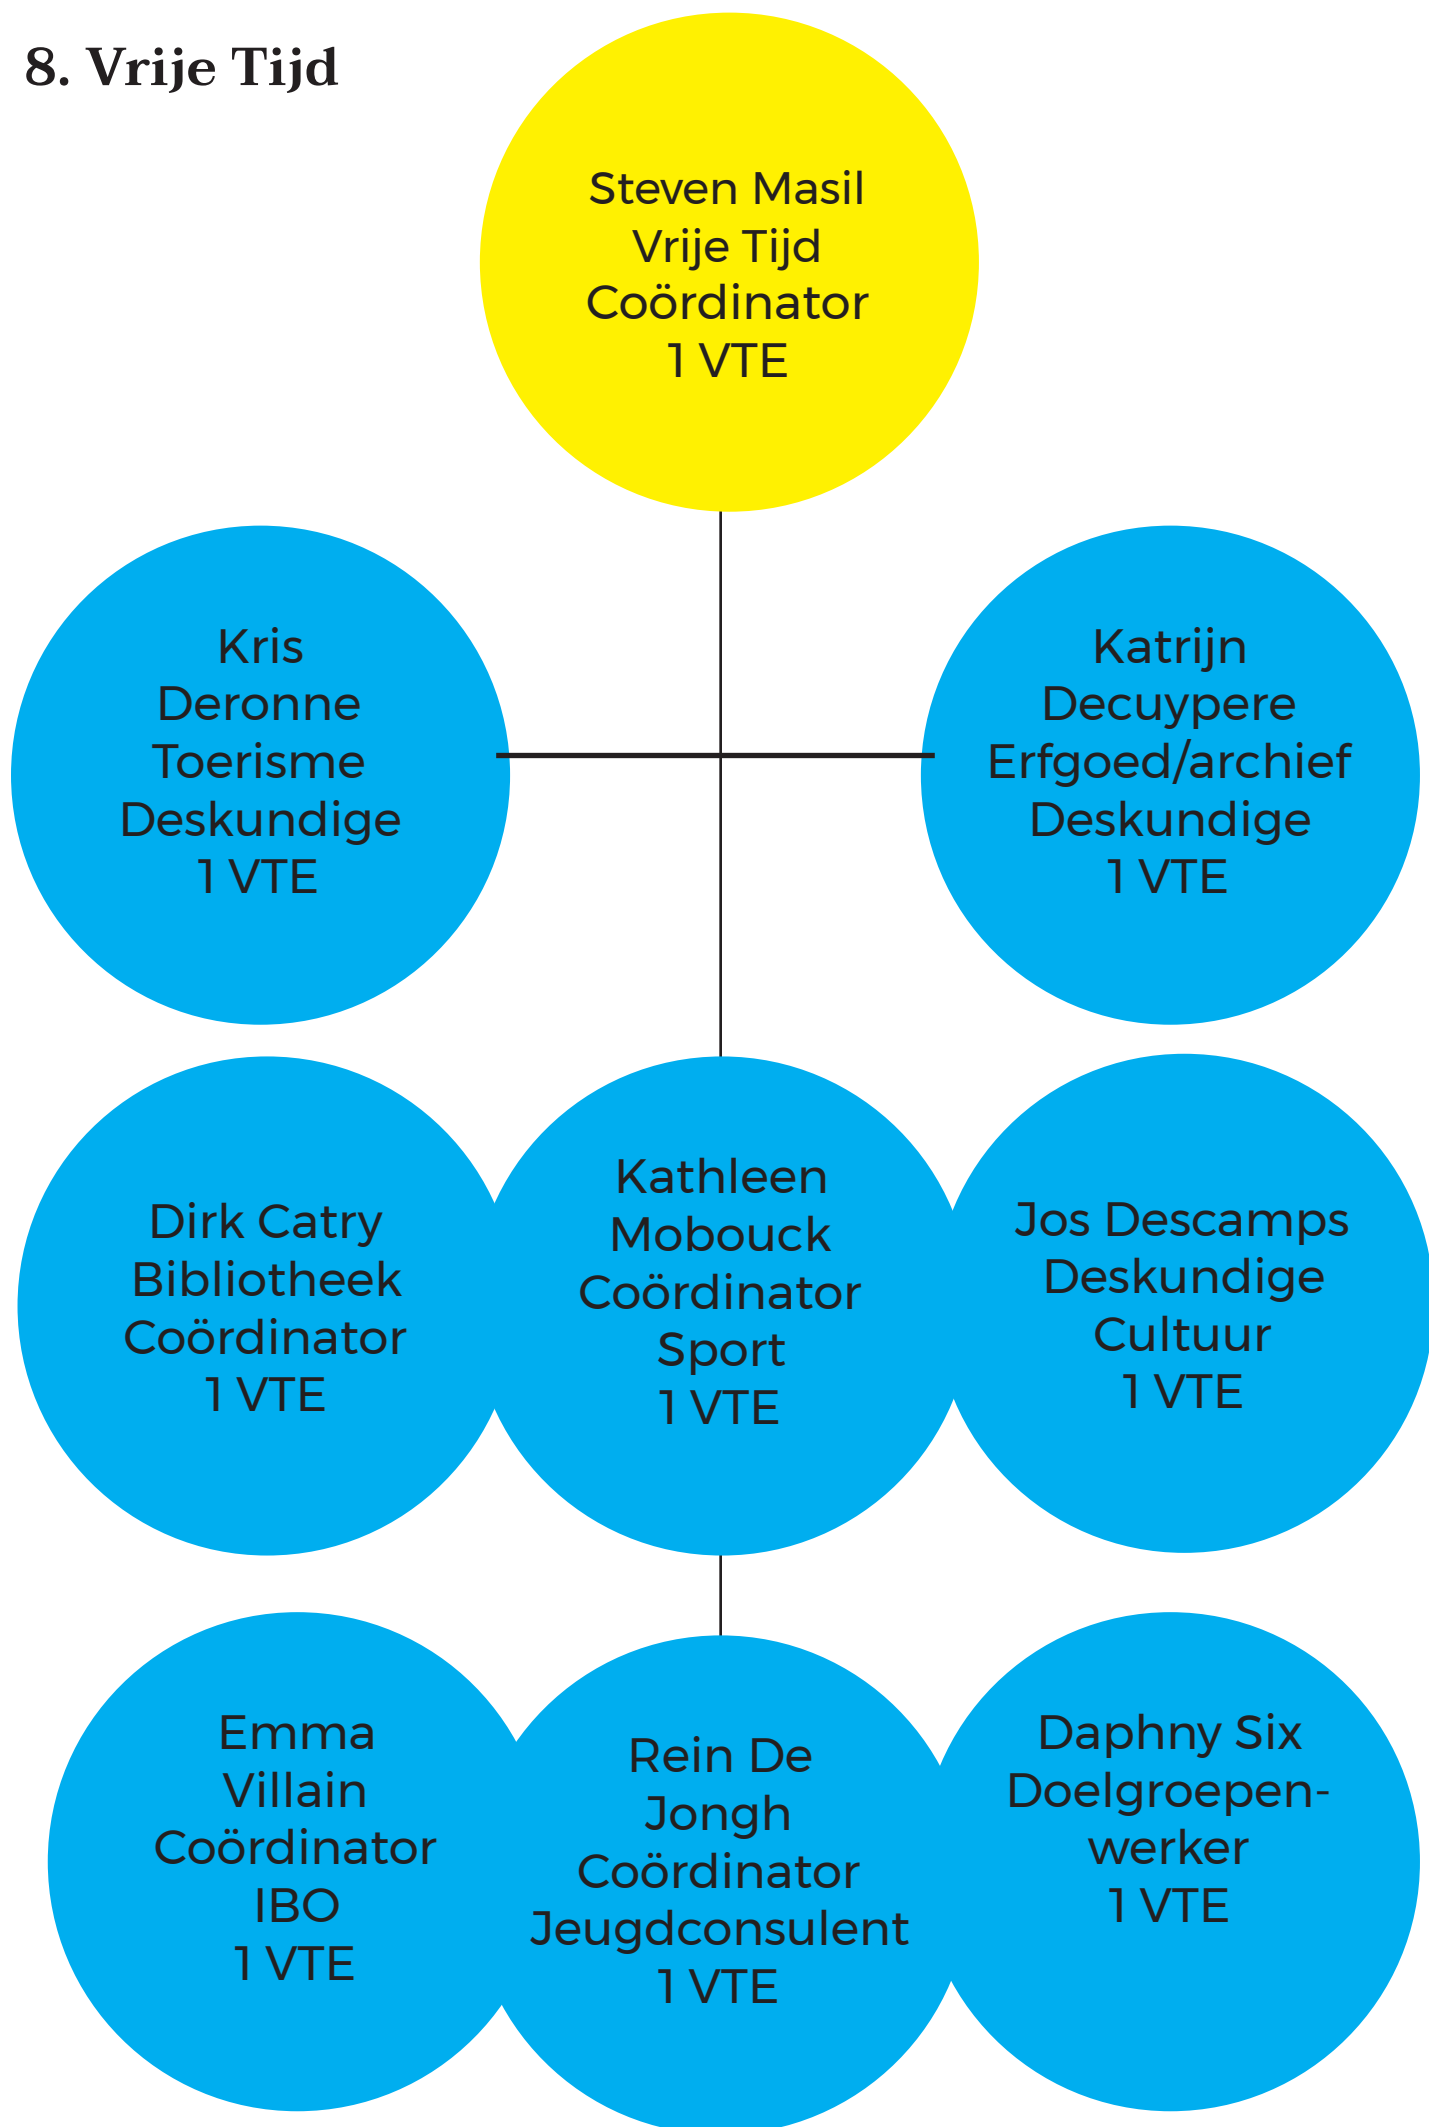 8. Vrije Tijd
Steven Masil
Vrije Tijd
Coördinator
1 VTE
Kris
Deronne
Toerisme
Deskundige
1 VTE
Katrijn
Decuypere
Erfgoed/archief
Deskundige
1 VTE
Dirk Catry
Bibliotheek
Coördinator
1 VTE
Kathleen
Mobouck
Coördinator
Sport
1 VTE
Jos Descamps
Deskundige
Cultuur
1 VTE
Emma
Villain
Coördinator
IBO
1 VTE
Rein De
Jongh
Coördinator
Jeugdconsulent
1 VTE
Daphny Six
Doelgroepen-
werker
1 VTE